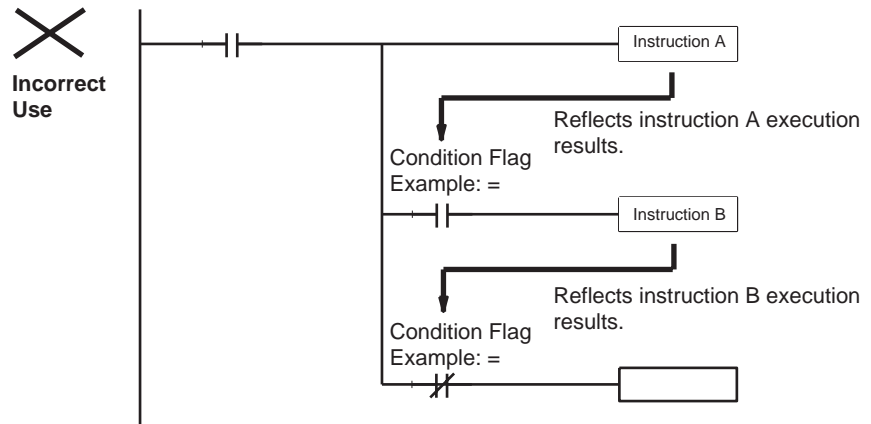 Incorrect
Use
Instruction A
Reflects instruction A execution
results.
Condition Flag
Example: =
Instruction B
Reflects instruction B execution
results.
Condition Flag
Example: =